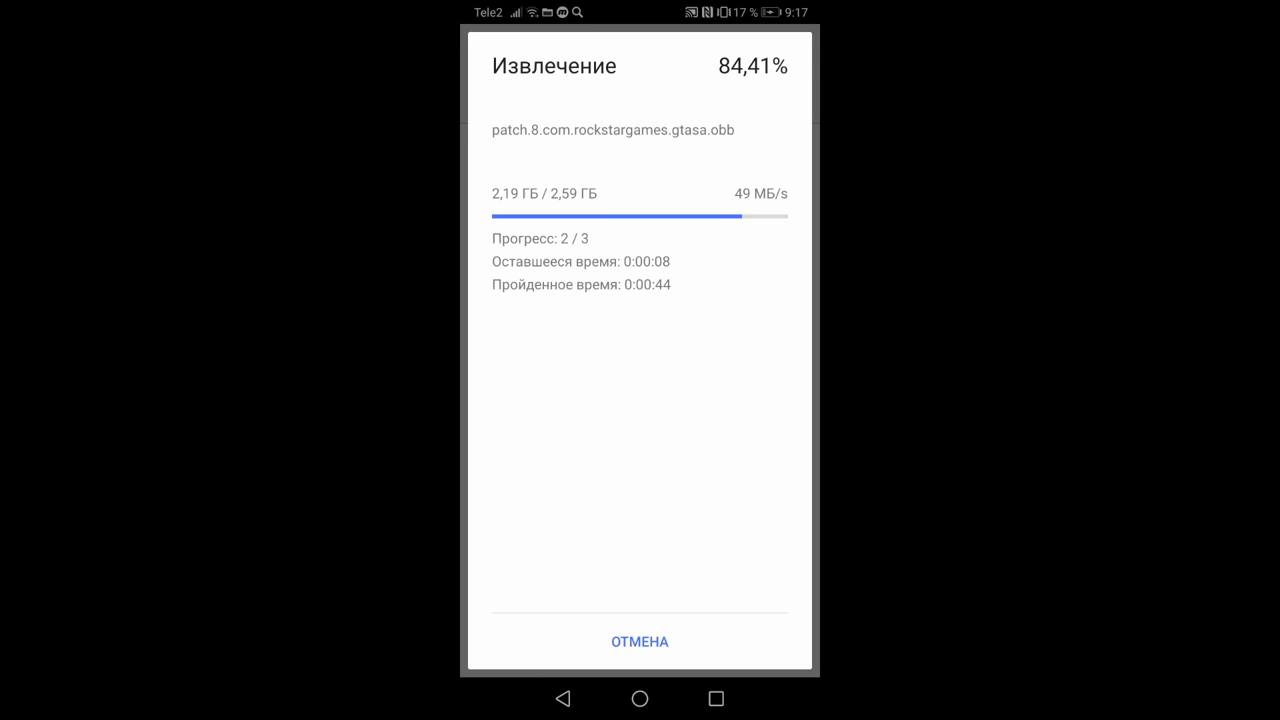 Tele2 17 % 9:17
Извлечение 84,41%
patch.8.com.rockstargames.gtasa.obb
2,19 ГБ / 2,59 ГБ 49 МБ/s
Прогресс: 2 / 3
Оставшееся время: 0:00:08
Пройденное время: 0:00:44
ОТМЕНА